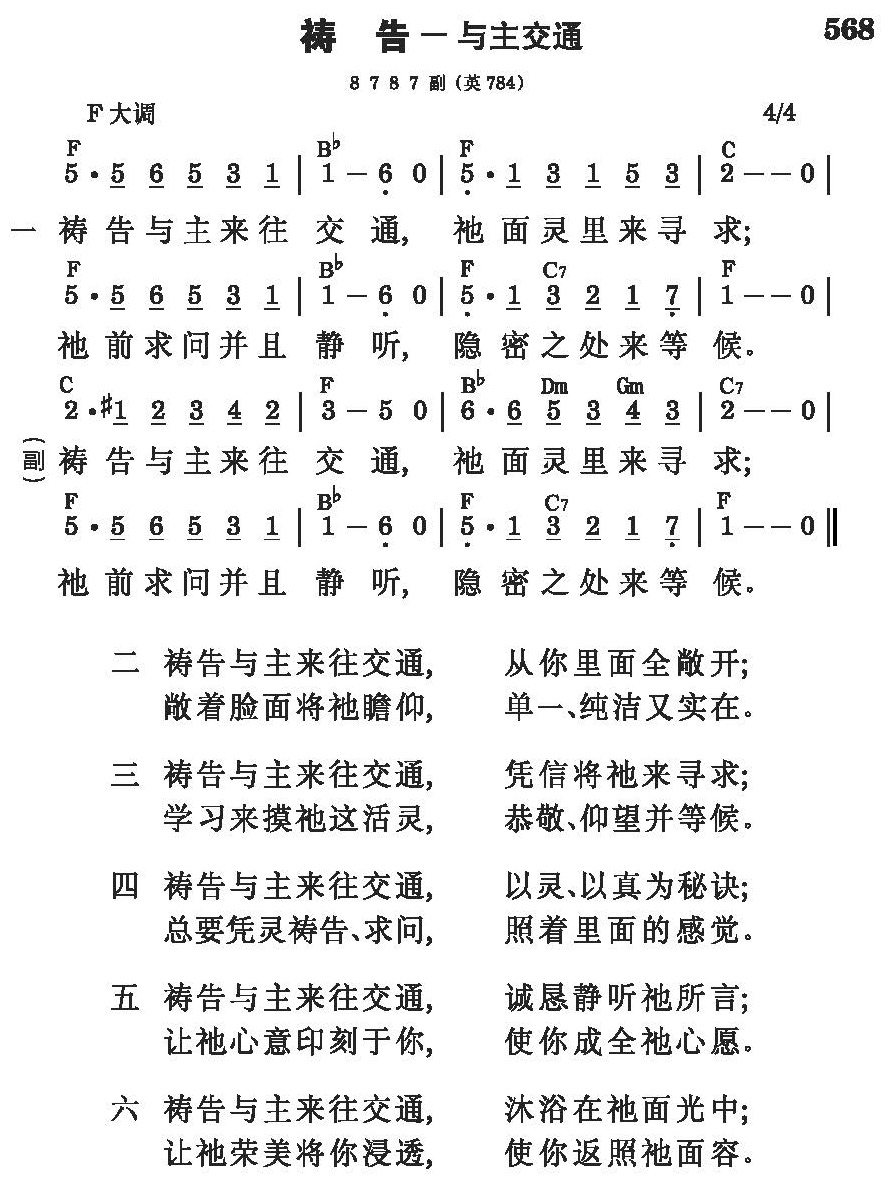 祷 告 – 与主交通
568
8 7 8 7 副（英784）
F大调 4/4
F B♭ F C
5 · 5 6 5 3 1 | 1 – 6 0 | 5 · 1 3 1 5 3 | 2 – – 0 |
一 祷告与主来往交通, 祂面灵里来寻求;
F B♭ F C7 F
5 · 5 6 5 3 1 | 1 – 6 0 | 5 · 1 3 2 1 7 | 1 – – 0 |
祂前求问并且静听, 隐密之处来等候。
C F B♭ Dm Gm C7
2 · ♯1 2 3 4 2 | 3 – 5 0 | 6 · 6 5 3 4 3 | 2 – – 0 |
(副) 祷告与主来往交通, 祂面灵里来寻求;
F B♭ F C7 F
5 · 5 6 5 3 1 | 1 – 6 0 | 5 · 1 3 2 1 7 | 1 – – 0 ‖
祂前求问并且静听, 隐密之处来等候。
二 祷告与主来往交通, 从你里面全敞开;
敞着脸面将祂瞻仰, 单一、纯洁又实在。
三 祷告与主来往交通, 凭信将祂来寻求;
学习来摸祂这活灵, 恭敬、仰望并等候。
四 祷告与主来往交通, 以灵、以真为秘诀;
总要凭灵祷告、求问, 照着里面的感觉。
五 祷告与主来往交通, 诚恳静听祂所言;
让祂心意印刻于你, 使你成全祂心愿。
六 祷告与主来往交通, 沐浴在祂面光中;
让祂荣美将你浸透, 使你返照祂面容。